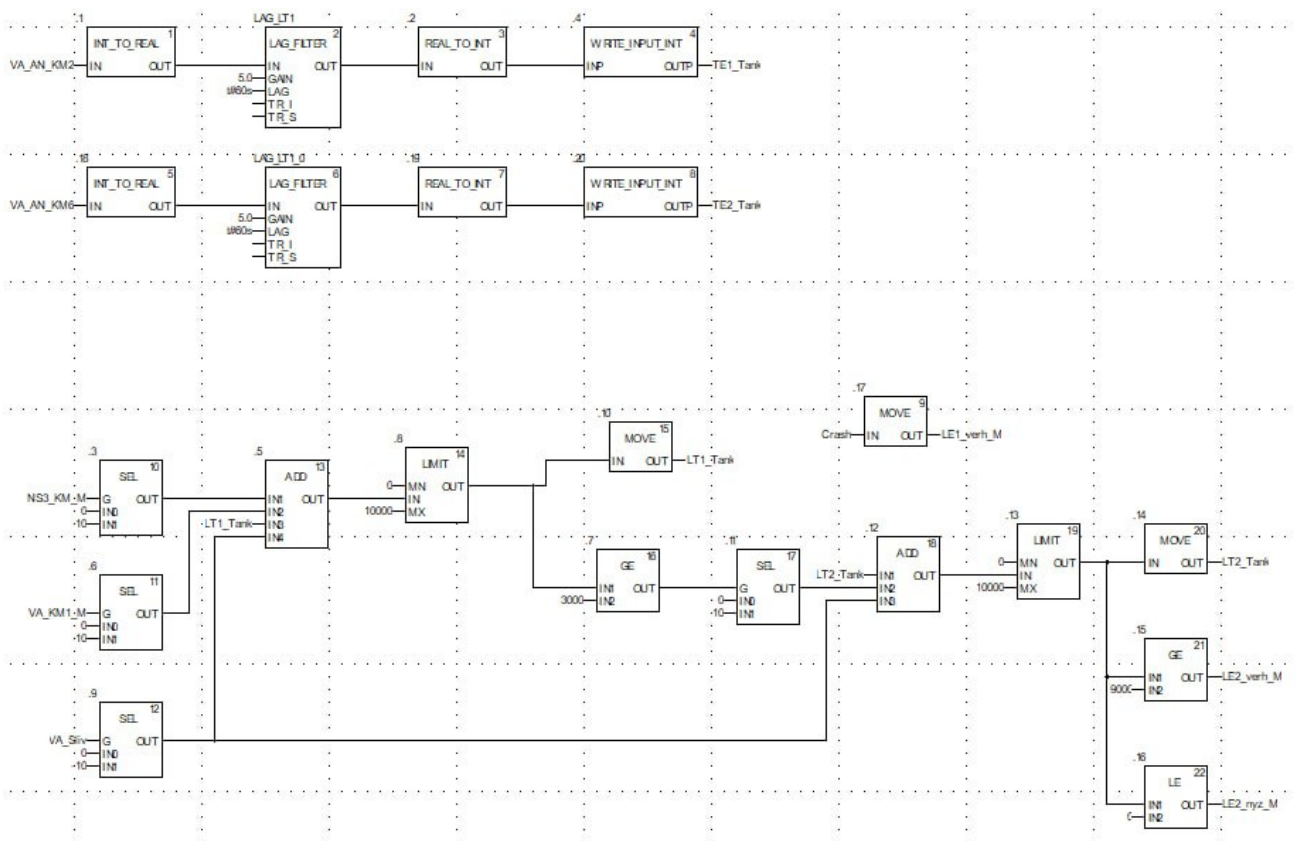 .1
INT_TO_REAL 1
VA_AN_KM2 IN OUT
LAG_LT1
LAG_FILTER 2
IN OUT
5.0 GAIN
t#60s LAG
TR_I
TR_S
.2
REAL_TO_INT 3
IN OUT
.4
WRITE_INPUT_INT 4
INP OUTP TE1_Tank
.18
INT_TO_REAL 5
VA_AN_KM6 IN OUT
LAG_LT1_0
LAG_FILTER 6
IN OUT
5.0 GAIN
t#60s LAG
TR_I
TR_S
.19
REAL_TO_INT 7
IN OUT
.20
WRITE_INPUT_INT 8
INP OUTP TE2_Tank
.17
MOVE 9
Crash IN OUT LE1_verh_M
.3
SEL 10
NS3_KM_M G OUT
0 IN0
-10 IN1
.5
ADD 13
IN1 OUT
IN2
LT1_Tank IN3
IN4
.8
LIMIT 14
0 MN OUT
IN
10000 MX
.10
MOVE 15
IN OUT LT1_Tank
.6
SEL 11
VA_KM1_M G OUT
0 IN0
-10 IN1
.7
GE 16
IN1 OUT
3000 IN2
.11
SEL 17
G OUT
0 IN0
-10 IN1
.12
ADD 18
LT2_Tank IN1 OUT
IN2
IN3
.13
LIMIT 19
0 MN OUT
IN
10000 MX
.14
MOVE 20
IN OUT LT2_Tank
.15
GE 21
IN1 OUT LE2_verh_M
9000 IN2
.9
SEL 12
VA_Sliv G OUT
0 IN0
-10 IN1
.16
LE 22
IN1 OUT LE2_nyz_M
0 IN2